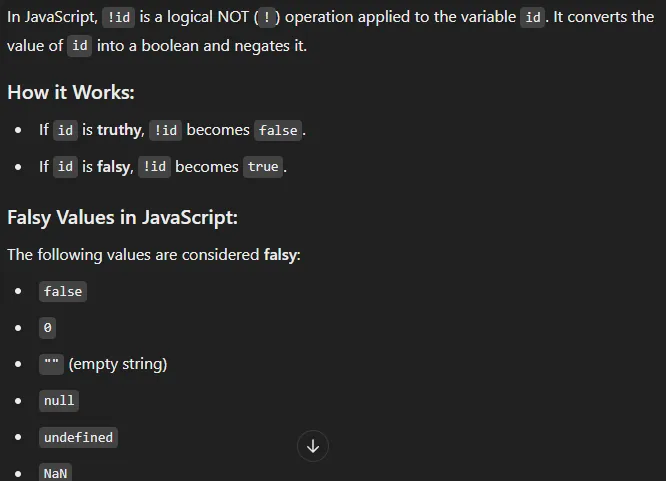 In JavaScript, !id is a logical NOT ( ! ) operation applied to the variable id. It converts the
value of id into a boolean and negates it.
How it Works:
• If id is truthy, !id becomes false.
• If id is falsy, !id becomes true.
Falsy Values in JavaScript:
The following values are considered falsy:
• false
• 0
• "" (empty string)
• null
• undefined
• NaN